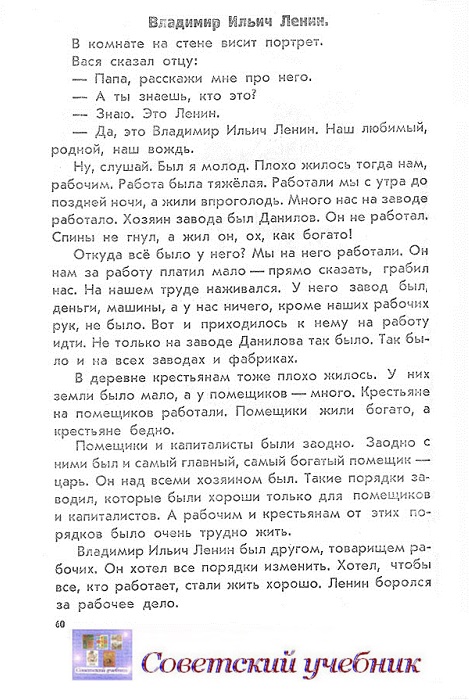 Владимир Ильич Ленин.
В комнате на стене висит портрет.
Вася сказал отцу:
— Папа, расскажи мне про него.
— А ты знаешь, кто это?
— Знаю. Это Ленин.
— Да, это Владимир Ильич Ленин. Наш любимый,
родной, наш вождь.
Ну, слушай. Был я молод. Плохо жилось тогда нам,
рабочим. Работа была тяжёлая. Работали мы с утра до
поздней ночи, а жили впроголодь. Много нас на заводе
работало. Хозяин завода был Данилов. Он не работал.
Спины не гнул, а жил он, ох, как богато!
Откуда всё было у него? Мы на него работали. Он
нам за работу платил мало — прямо сказать, грабил
нас. На нашем труде наживался. У него завод был,
деньги, машины, а у нас ничего, кроме наших рабочих
рук, не было. Вот и приходилось к нему на работу
идти. Не только на заводе Данилова так было. Так бы-
ло и на всех заводах и фабриках.
В деревне крестьянам тоже плохо жилось. У них
земли было мало, а у помещиков — много. Крестьяне
на помещиков работали. Помещики жили богато, а
крестьяне бедно.
Помещики и капиталисты были заодно. Заодно с
ними был и самый главный, самый богатый помещик —
царь. Он над всеми хозяином был. Такие порядки за-
водил, которые были хороши только для помещиков
и капиталистов. А рабочим и крестьянам от этих по-
рядков было очень трудно жить.
Владимир Ильич Ленин был другом, товарищем ра-
бочих. Он хотел все порядки изменить. Хотел, чтобы
все, кто работает, стали жить хорошо. Ленин боролся
за рабочее дело.
60
Советский учебник
Советский учебник